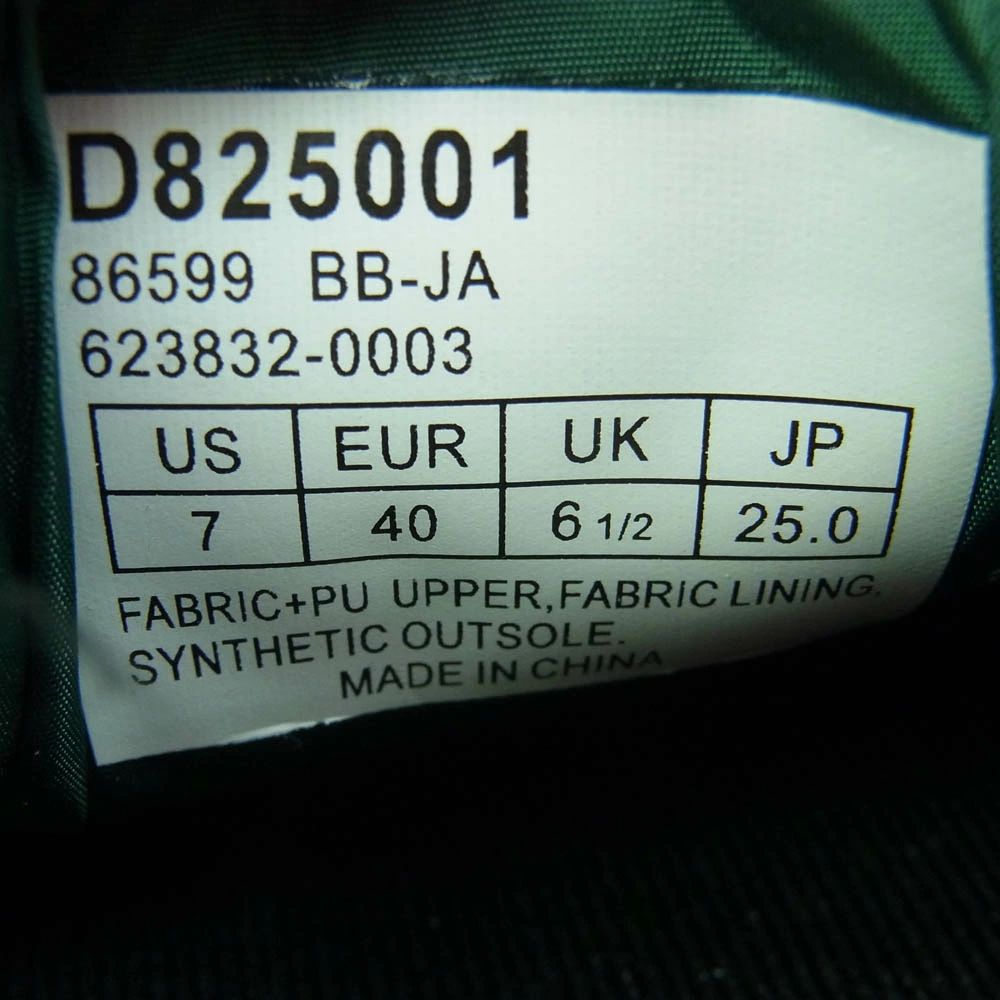 D825001
86599 BB-JA
623832-0003
US EUR UK JP
7 40 6 1/2 25.0
FABRIC+PU UPPER,FABRIC LINING.
SYNTHETIC OUTSOLE.
MADE IN CHINA